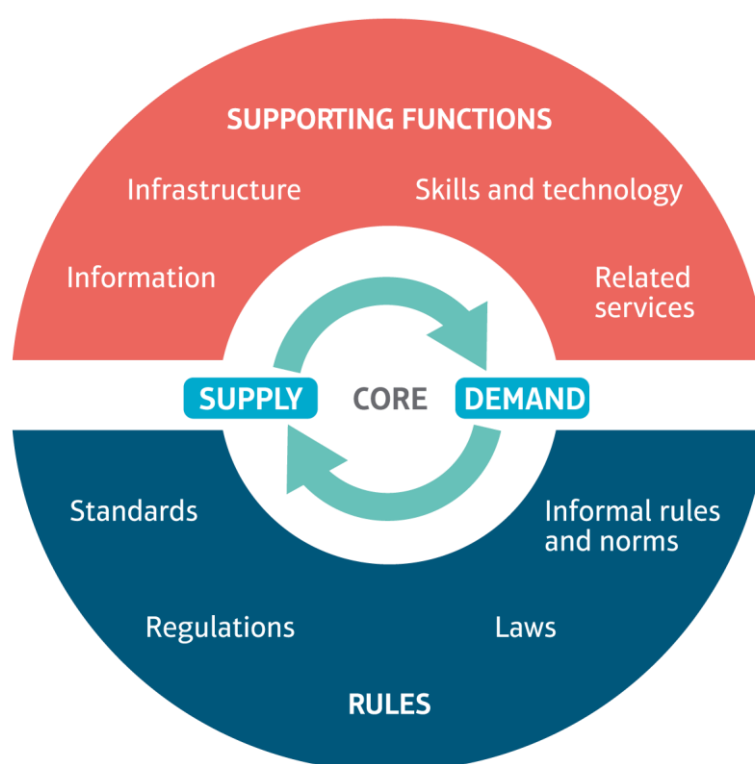 SUPPORTING FUNCTIONS
Infrastructure
Skills and technology
Information
Related
services
SUPPLY
CORE
DEMAND
Standards
Informal rules
and norms
Regulations
Laws
RULES